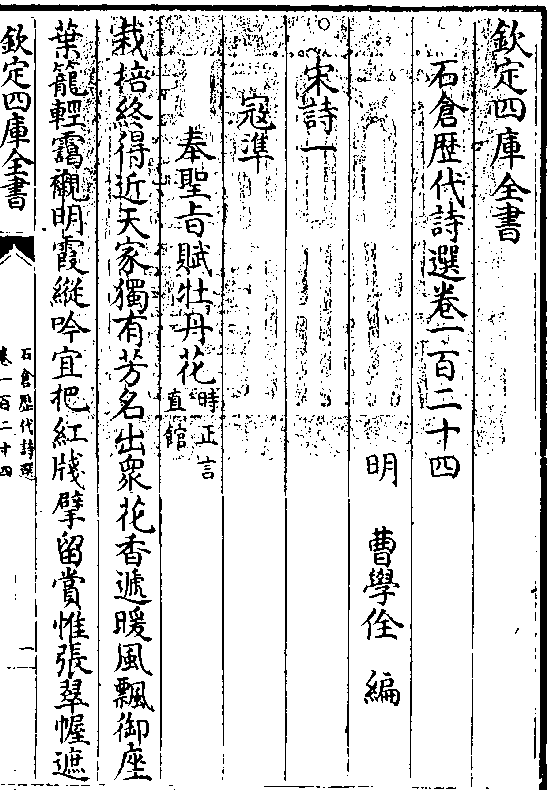 欽定四庫全書
石倉歴代詩選卷一百二十四
明 曹學佺 編
宋詩一
冦準
奉聖旨賦牡丹花時正言直館
栽培終得近天家獨有芳名出衆花香遞暖風飄御座
葉籠輕靄襯明霞縱吟宜把紅牋擘留賞惟張翠幄遮
欽定四庫全書
石倉歴代詩選
卷一百二十四
一